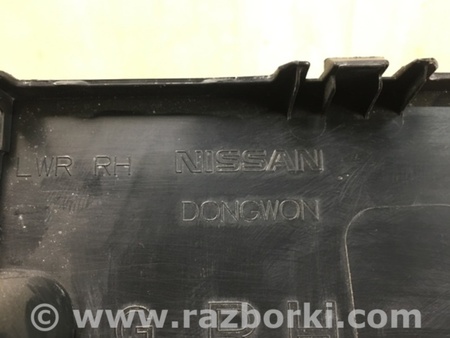 LWR RH NISSAN
DONGWON
G P L
© www.razborki.com